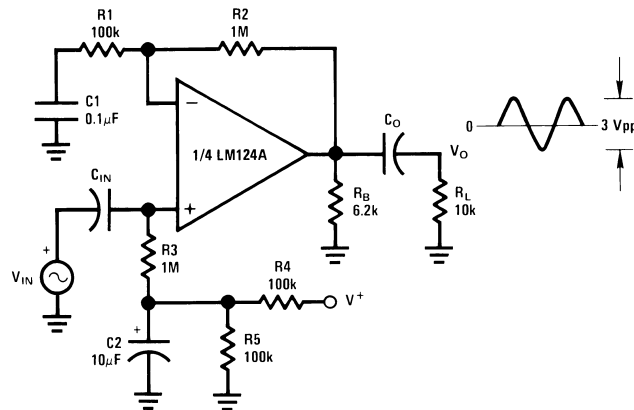 R1
100k
R2
1M
C1
0.1µF
−
1/4 LM124A
+
CIN
+
VIN
R3
1M
R4
100k
V+
+
C2
10µF
R5
100k
CO
VO
RB
6.2k
RL
10k
0
3 Vpp